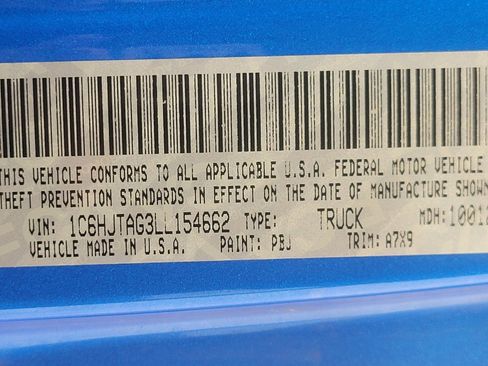 THIS VEHICLE CONFORMS TO ALL APPLICABLE U.S.A. FEDERAL MOTOR VEHICLE
THEFT PREVENTION STANDARDS IN EFFECT ON THE DATE OF MANUFACTURE SHOWN
VIN: 1C6HJTAG3LL154662 TYPE: TRUCK MDH: 10012
VEHICLE MADE IN U.S.A. PAINT: PBJ TRIM: A7X9